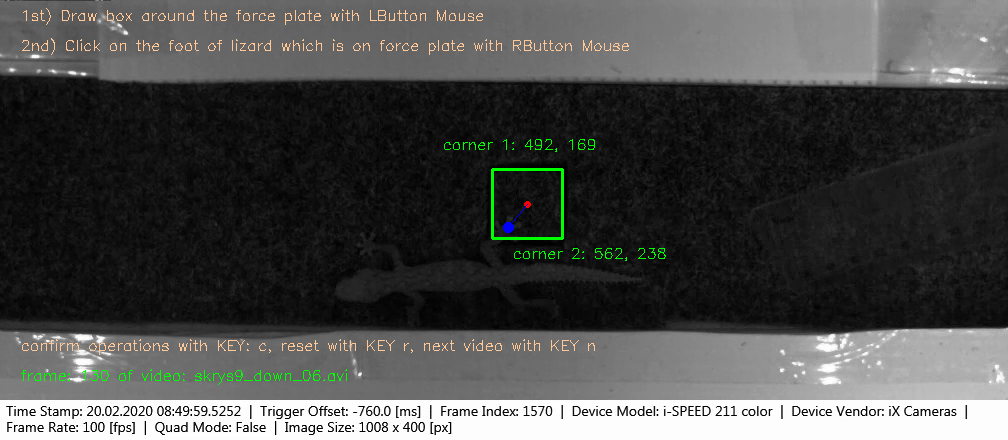 1st) Draw box around the force plate with LButton Mouse
2nd) Click on the foot of lizard which is on force plate with RButton Mouse
corner 1: 492, 169
corner 2: 562, 238
confirm operations with KEY: c, reset with KEY r, next video with KEY n
frame: 130 of video: skrys9_down_06.avi
Time Stamp: 20.02.2020 08:49:59.5252 | Trigger Offset: -760.0 [ms] | Frame Index: 1570 | Device Model: i-SPEED 211 color | Device Vendor: iX Cameras |
Frame Rate: 100 [fps] | Quad Mode: False | Image Size: 1008 x 400 [px]